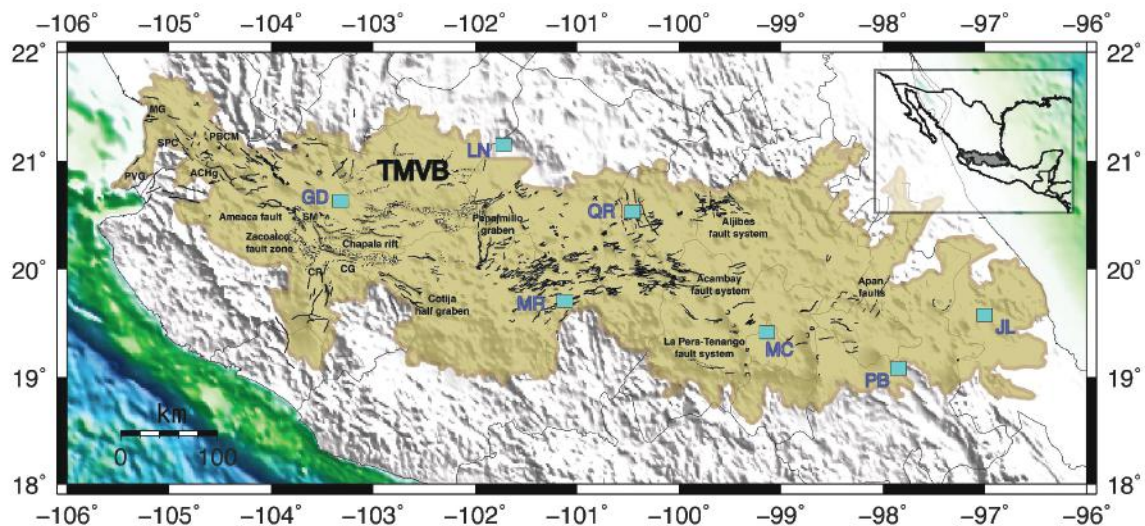 −106° −105° −104° −103° −102° −101° −100° −99° −98° −97° −96°
22° 22°
MG
SPC PBCM
LN
21° 21°
PVG ACHg TMVB
GD QR
Ameca fault SM Penjamillo
graben Aljibes
fault system
Zacoalco
fault zone Chapala rift
20° 20°
CR CG Acambay
fault system Apan
faults
Cotija
half graben MR
JL
La Pera-Tenango
fault system MC
19° PB 19°
km
0 100
18° 18°
−106° −105° −104° −103° −102° −101° −100° −99° −98° −97° −96°